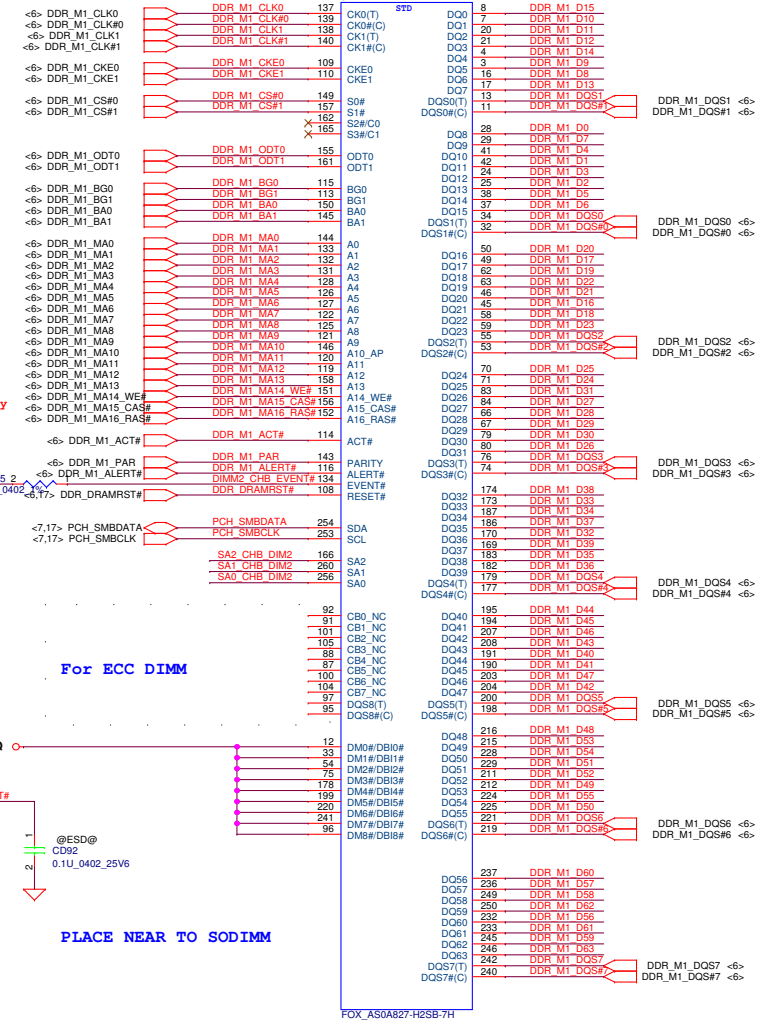 STD
<6> DDR_M1_CLK0 DDR_M1_CLK0 137 CK0(T)
<6> DDR_M1_CLK#0 DDR_M1_CLK#0 139 CK0#(C)
<6> DDR_M1_CLK1 DDR_M1_CLK1 138 CK1(T)
<6> DDR_M1_CLK#1 DDR_M1_CLK#1 140 CK1#(C)
<6> DDR_M1_CKE0 DDR_M1_CKE0 109 CKE0
<6> DDR_M1_CKE1 DDR_M1_CKE1 110 CKE1
<6> DDR_M1_CS#0 DDR_M1_CS#0 149 S0#
<6> DDR_M1_CS#1 DDR_M1_CS#1 157 S1#
162 S2#/C0
165 S3#/C1
<6> DDR_M1_ODT0 DDR_M1_ODT0 155 ODT0
<6> DDR_M1_ODT1 DDR_M1_ODT1 161 ODT1
<6> DDR_M1_BG0 DDR_M1_BG0 115 BG0
<6> DDR_M1_BG1 DDR_M1_BG1 113 BG1
<6> DDR_M1_BA0 DDR_M1_BA0 150 BA0
<6> DDR_M1_BA1 DDR_M1_BA1 145 BA1
<6> DDR_M1_MA0 DDR_M1_MA0 144 A0
<6> DDR_M1_MA1 DDR_M1_MA1 133 A1
<6> DDR_M1_MA2 DDR_M1_MA2 132 A2
<6> DDR_M1_MA3 DDR_M1_MA3 131 A3
<6> DDR_M1_MA4 DDR_M1_MA4 128 A4
<6> DDR_M1_MA5 DDR_M1_MA5 126 A5
<6> DDR_M1_MA6 DDR_M1_MA6 127 A6
<6> DDR_M1_MA7 DDR_M1_MA7 122 A7
<6> DDR_M1_MA8 DDR_M1_MA8 125 A8
<6> DDR_M1_MA9 DDR_M1_MA9 121 A9
<6> DDR_M1_MA10 DDR_M1_MA10 146 A10_AP
<6> DDR_M1_MA11 DDR_M1_MA11 120 A11
<6> DDR_M1_MA12 DDR_M1_MA12 119 A12
<6> DDR_M1_MA13 DDR_M1_MA13 158 A13
<6> DDR_M1_MA14_WE# DDR_M1_MA14_WE# 151 A14_WE#
y
<6> DDR_M1_MA15_CAS# DDR_M1_MA15_CAS# 156 A15_CAS#
<6> DDR_M1_MA16_RAS# DDR_M1_MA16_RAS# 152 A16_RAS#
<6> DDR_M1_ACT# DDR_M1_ACT# 114 ACT#
<6> DDR_M1_PAR DDR_M1_PAR 143 PARITY
<6> DDR_M1_ALERT# DDR_M1_ALERT# 116 ALERT#
5 2 1 DIMM2_CHB_EVENT# 134 EVENT#
_0402_1%
<6,17> DDR_DRAMRST# DDR_DRAMRST# 108 RESET#
<7,17> PCH_SMBDATA PCH_SMBDATA 254 SDA
<7,17> PCH_SMBCLK PCH_SMBCLK 253 SCL
SA2_CHB_DIM2 166 SA2
SA1_CHB_DIM2 260 SA1
SA0_CHB_DIM2 256 SA0
92 CB0_NC
91 CB1_NC
101 CB2_NC
105 CB3_NC
88 CB4_NC
87 CB5_NC
100 CB6_NC
104 CB7_NC
97 DQS8(T)
95 DQS8#(C)
For ECC DIMM
12 DM0#/DBI0#
33 DM1#/DBI1#
54 DM2#/DBI2#
75 DM3#/DBI3#
178 DM4#/DBI4#
199 DM5#/DBI5#
220 DM6#/DBI6#
241 DM7#/DBI7#
96 DM8#/DBI8#
T#
1
@ESD@
CD92
0.1U_0402_25V6
2
PLACE NEAR TO SODIMM
DQ0 8 DDR_M1_D15
DQ1 7 DDR_M1_D10
DQ2 20 DDR_M1_D11
DQ3 21 DDR_M1_D12
DQ4 4 DDR_M1_D14
DQ5 3 DDR_M1_D9
DQ6 16 DDR_M1_D8
DQ7 17 DDR_M1_D13
DQS0(T) 13 DDR_M1_DQS1 DDR_M1_DQS1 <6>
DQS0#(C) 11 DDR_M1_DQS#1 DDR_M1_DQS#1 <6>
DQ8 28 DDR_M1_D0
DQ9 29 DDR_M1_D7
DQ10 41 DDR_M1_D4
DQ11 42 DDR_M1_D1
DQ12 24 DDR_M1_D3
DQ13 25 DDR_M1_D2
DQ14 38 DDR_M1_D5
DQ15 37 DDR_M1_D6
DQS1(T) 34 DDR_M1_DQS0 DDR_M1_DQS0 <6>
DQS1#(C) 32 DDR_M1_DQS#0 DDR_M1_DQS#0 <6>
DQ16 50 DDR_M1_D20
DQ17 49 DDR_M1_D17
DQ18 62 DDR_M1_D19
DQ19 63 DDR_M1_D22
DQ20 46 DDR_M1_D21
DQ21 45 DDR_M1_D16
DQ22 58 DDR_M1_D18
DQ23 59 DDR_M1_D23
DQS2(T) 55 DDR_M1_DQS2 DDR_M1_DQS2 <6>
DQS2#(C) 53 DDR_M1_DQS#2 DDR_M1_DQS#2 <6>
DQ24 70 DDR_M1_D25
DQ25 71 DDR_M1_D24
DQ26 83 DDR_M1_D31
DQ27 84 DDR_M1_D27
DQ28 66 DDR_M1_D28
DQ29 67 DDR_M1_D29
DQ30 79 DDR_M1_D30
DQ31 80 DDR_M1_D26
DQS3(T) 76 DDR_M1_DQS3 DDR_M1_DQS3 <6>
DQS3#(C) 74 DDR_M1_DQS#3 DDR_M1_DQS#3 <6>
DQ32 174 DDR_M1_D38
DQ33 173 DDR_M1_D33
DQ34 187 DDR_M1_D34
DQ35 186 DDR_M1_D37
DQ36 170 DDR_M1_D32
DQ37 169 DDR_M1_D39
DQ38 183 DDR_M1_D35
DQ39 182 DDR_M1_D36
DQS4(T) 179 DDR_M1_DQS4 DDR_M1_DQS4 <6>
DQS4#(C) 177 DDR_M1_DQS#4 DDR_M1_DQS#4 <6>
DQ40 195 DDR_M1_D44
DQ41 194 DDR_M1_D45
DQ42 207 DDR_M1_D46
DQ43 208 DDR_M1_D43
DQ44 191 DDR_M1_D40
DQ45 190 DDR_M1_D41
DQ46 203 DDR_M1_D47
DQ47 204 DDR_M1_D42
DQS5(T) 200 DDR_M1_DQS5 DDR_M1_DQS5 <6>
DQS5#(C) 198 DDR_M1_DQS#5 DDR_M1_DQS#5 <6>
DQ48 216 DDR_M1_D48
DQ49 215 DDR_M1_D53
DQ50 228 DDR_M1_D54
DQ51 229 DDR_M1_D51
DQ52 211 DDR_M1_D52
DQ53 212 DDR_M1_D49
DQ54 224 DDR_M1_D55
DQ55 225 DDR_M1_D50
DQS6(T) 221 DDR_M1_DQS6 DDR_M1_DQS6 <6>
DQS6#(C) 219 DDR_M1_DQS#6 DDR_M1_DQS#6 <6>
DQ56 237 DDR_M1_D60
DQ57 236 DDR_M1_D57
DQ58 249 DDR_M1_D58
DQ59 250 DDR_M1_D62
DQ60 232 DDR_M1_D56
DQ61 233 DDR_M1_D61
DQ62 245 DDR_M1_D59
DQ63 246 DDR_M1_D63
DQS7(T) 242 DDR_M1_DQS7 DDR_M1_DQS7 <6>
DQS7#(C) 240 DDR_M1_DQS#7 DDR_M1_DQS#7 <6>
FOX_AS0A827-H2SB-7H